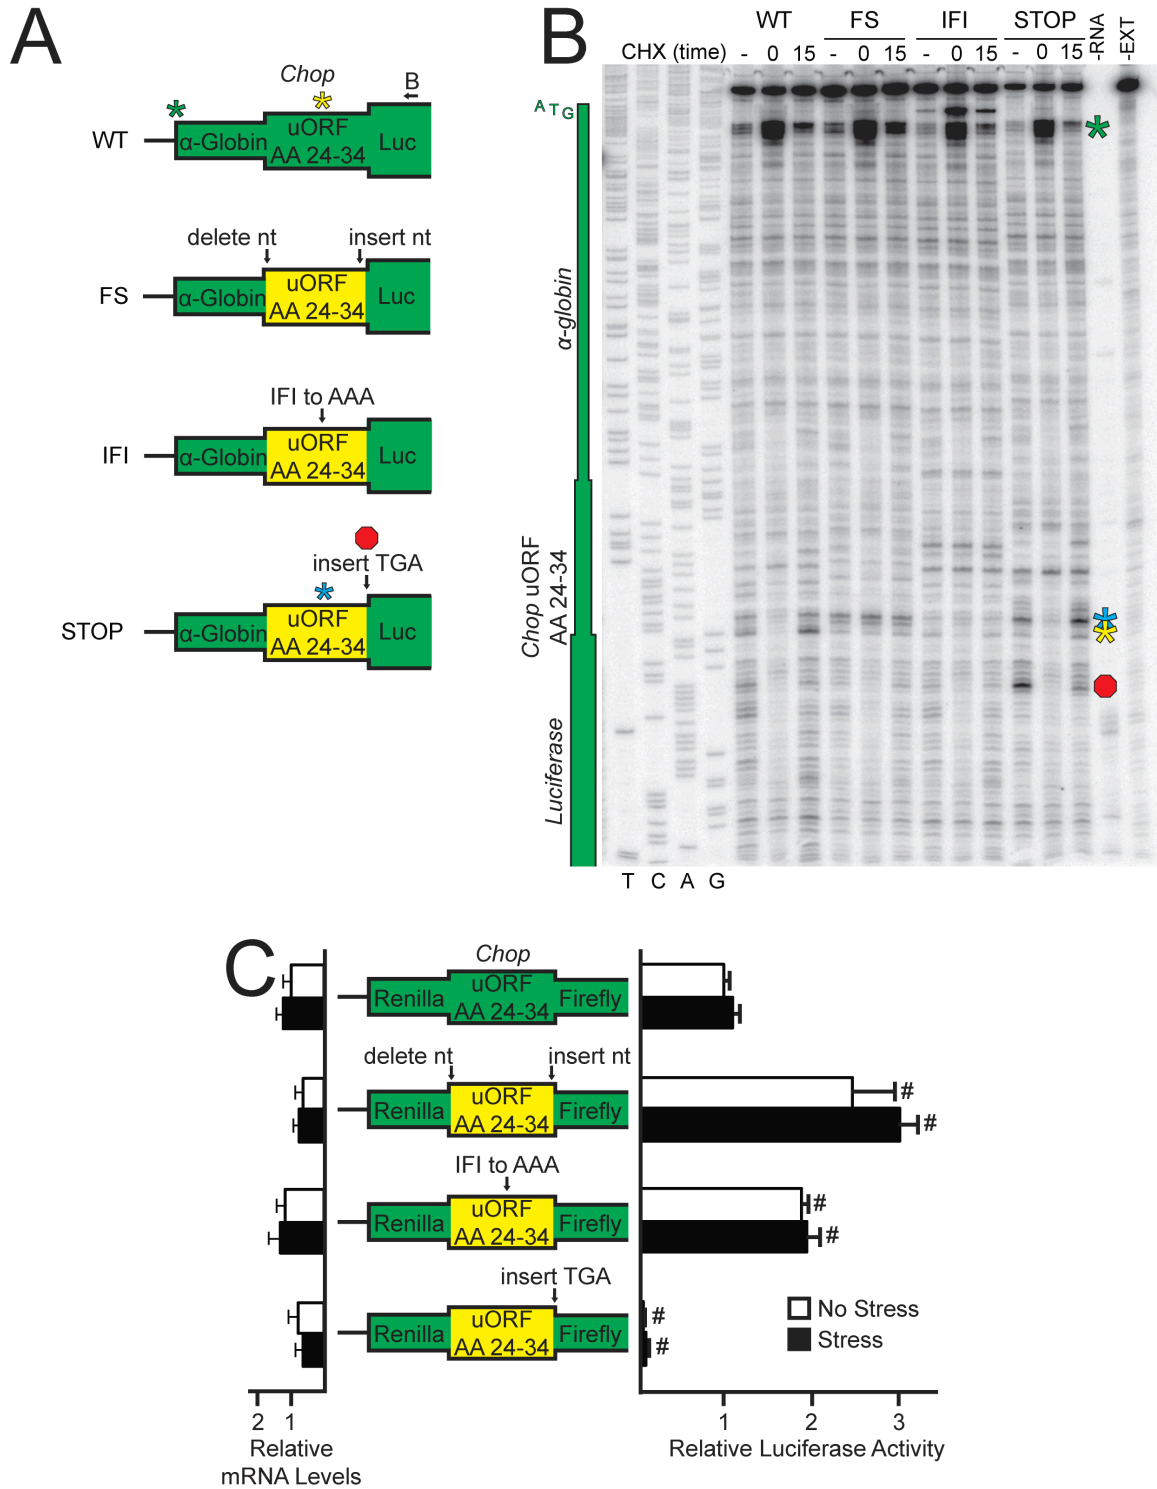 A
Chop
B
WT
α-Globin
uORF
AA 24-34
Luc
delete nt
insert nt
FS
α-Globin
uORF
AA 24-34
Luc
IFI to AAA
IFI
α-Globin
uORF
AA 24-34
Luc
insert TGA
STOP
α-Globin
uORF
AA 24-34
Luc
B
WT FS IFI STOP -RNA -EXT
CHX (time) - 0 15 - 0 15 - 0 15 - 0 15
ATG
α-globin
Chop uORF
AA 24-34
Luciferase
T C A G
C
Chop
Renilla
uORF
AA 24-34
Firefly
delete nt
insert nt
Renilla
uORF
AA 24-34
Firefly
#
#
IFI to AAA
Renilla
uORF
AA 24-34
Firefly
#
#
insert TGA
Renilla
uORF
AA 24-34
Firefly
#
#
No Stress
Stress
2 1
Relative
mRNA Levels
1 2 3
Relative Luciferase Activity